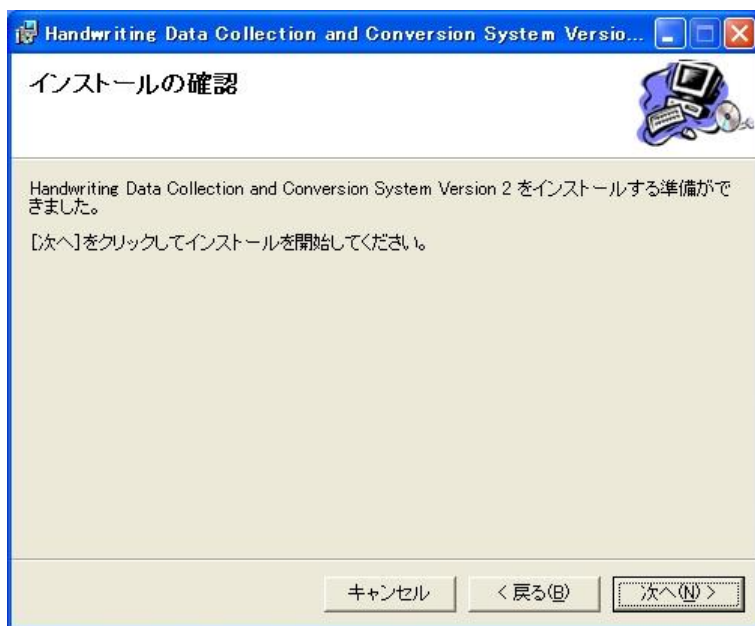 Handwriting Data Collection and Conversion System Versio...
インストールの確認
Handwriting Data Collection and Conversion System Version 2 をインストールする準備がで
きました。
[次へ]をクリックしてインストールを開始してください。
キャンセル
< 戻る(B)
次へ(N) >